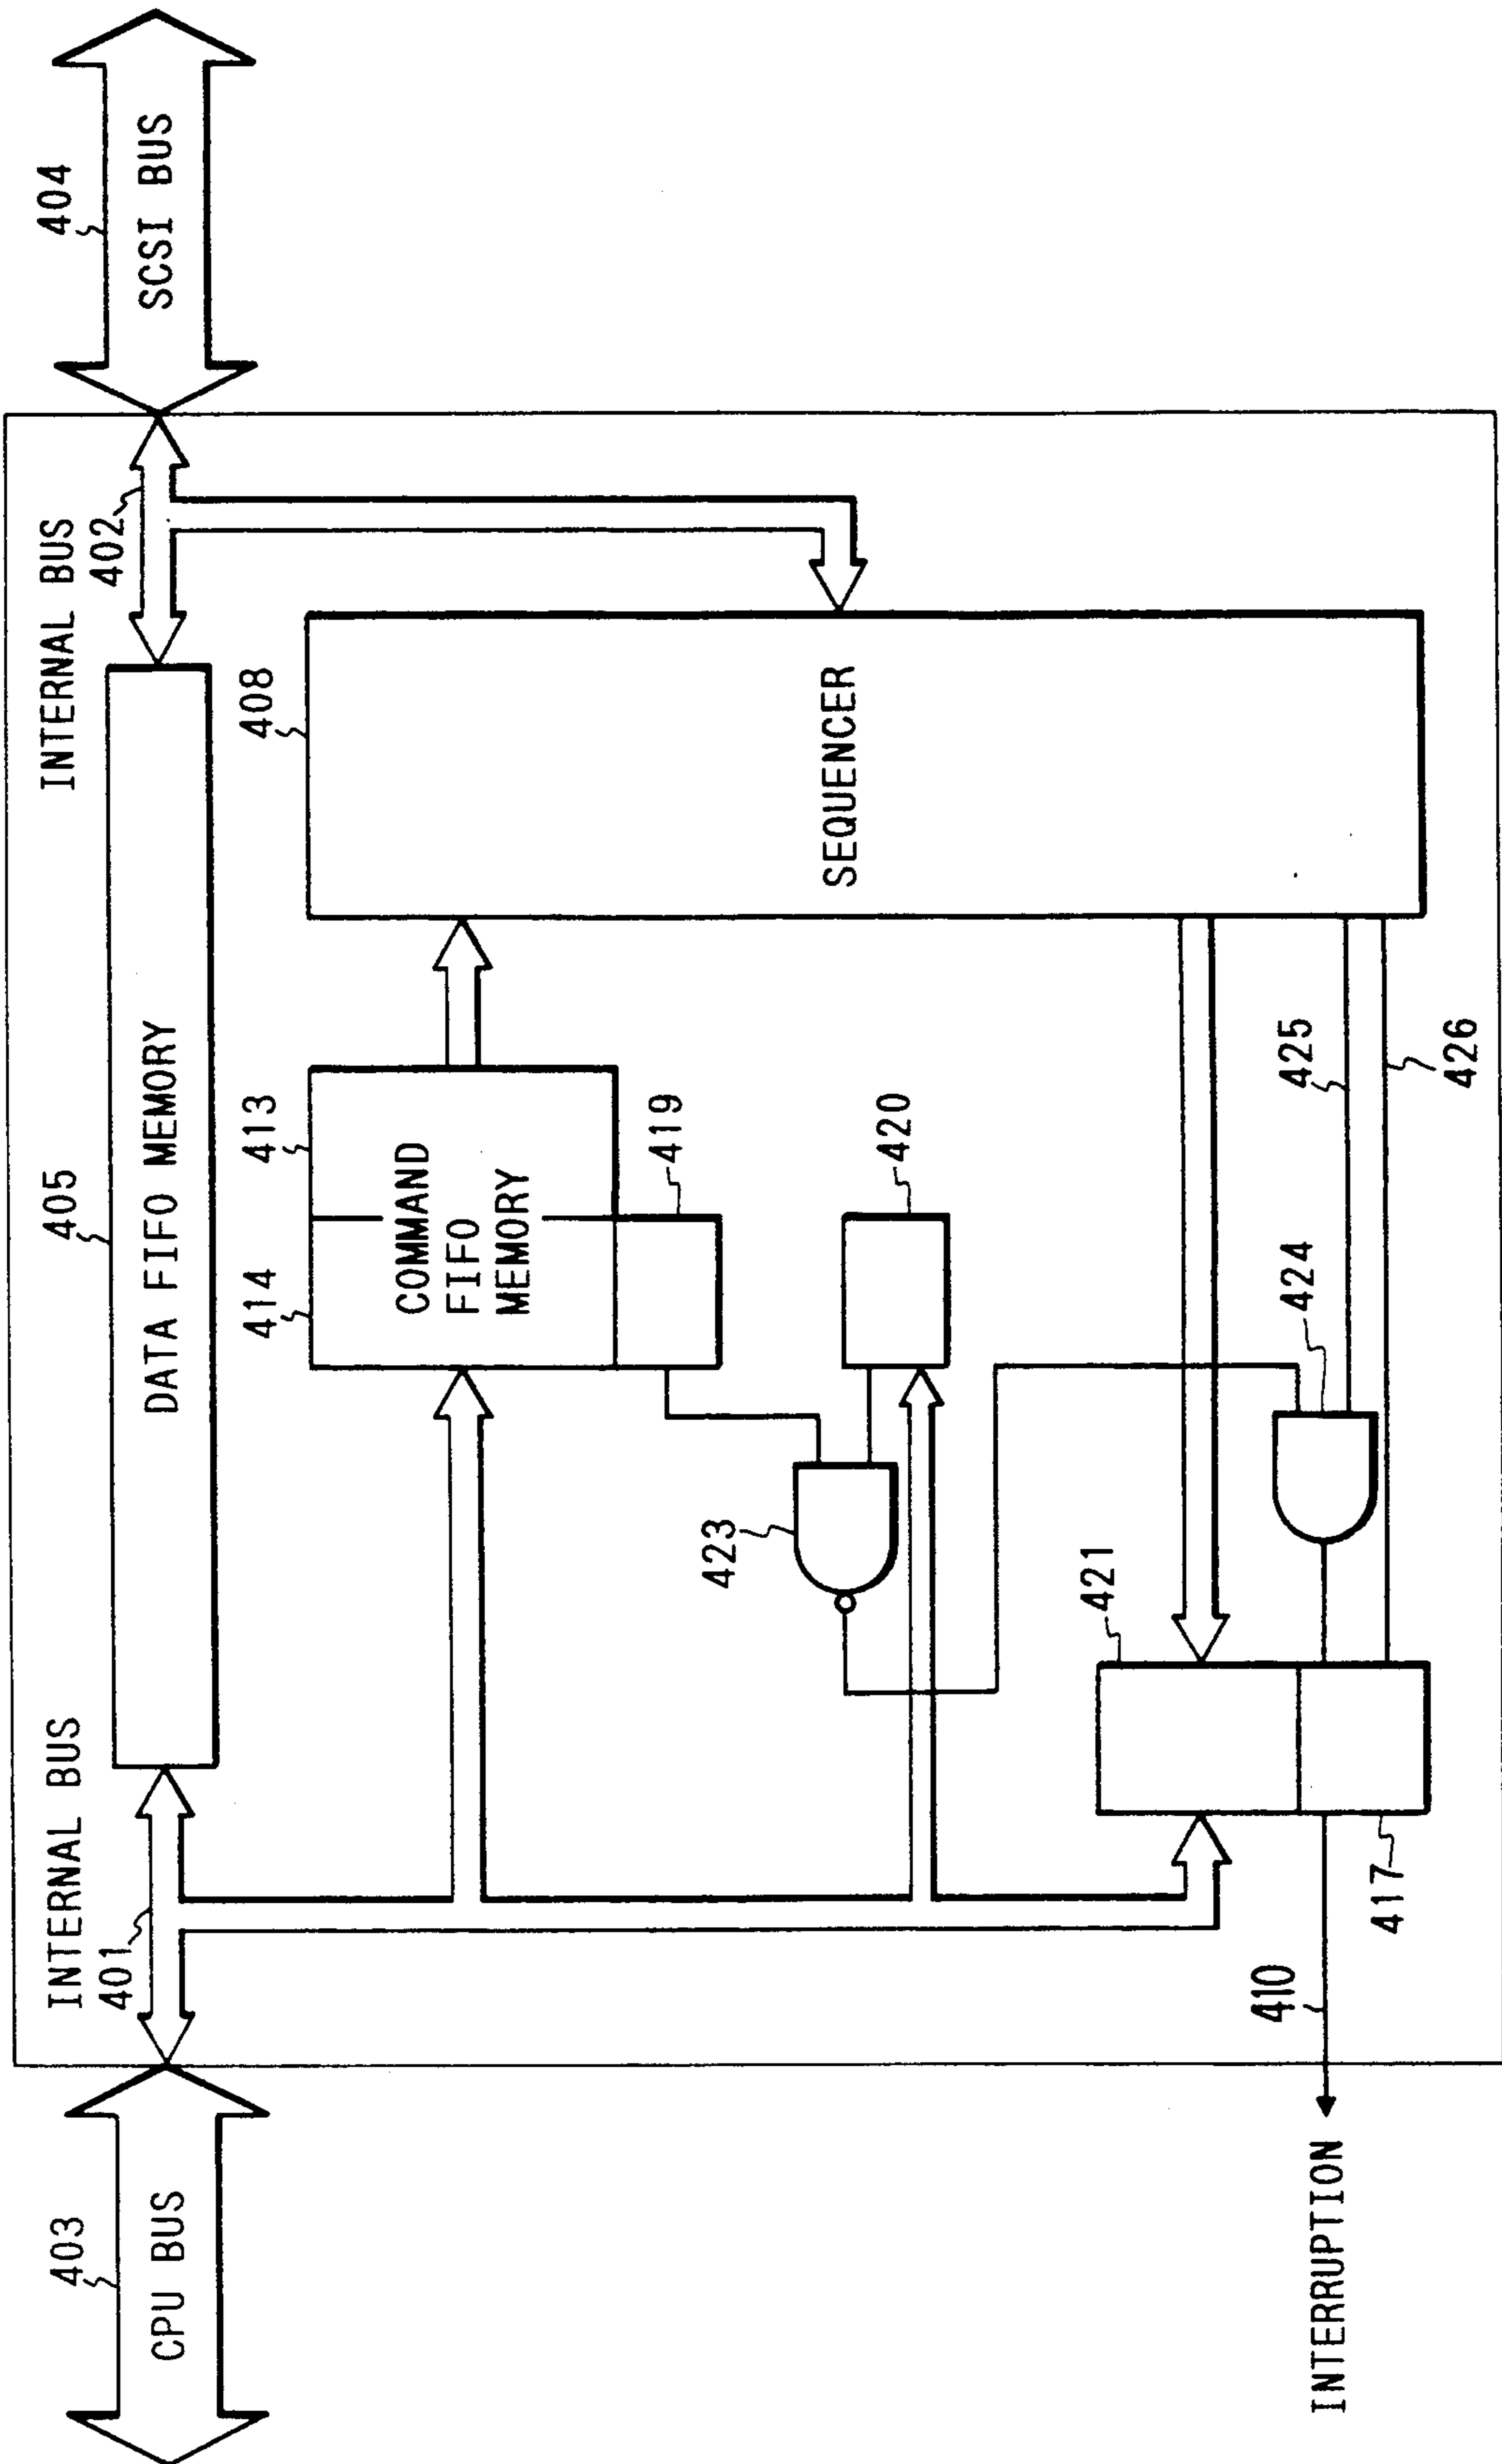 403
CPU BUS
INTERNAL BUS
401
405
DATA FIFO MEMORY
INTERNAL BUS
402
404
SCSI BUS
414
413
COMMAND
FIFO
MEMORY
419
408
SEQUENCER
423
420
421
424
425
426
417
410
INTERRUPTION